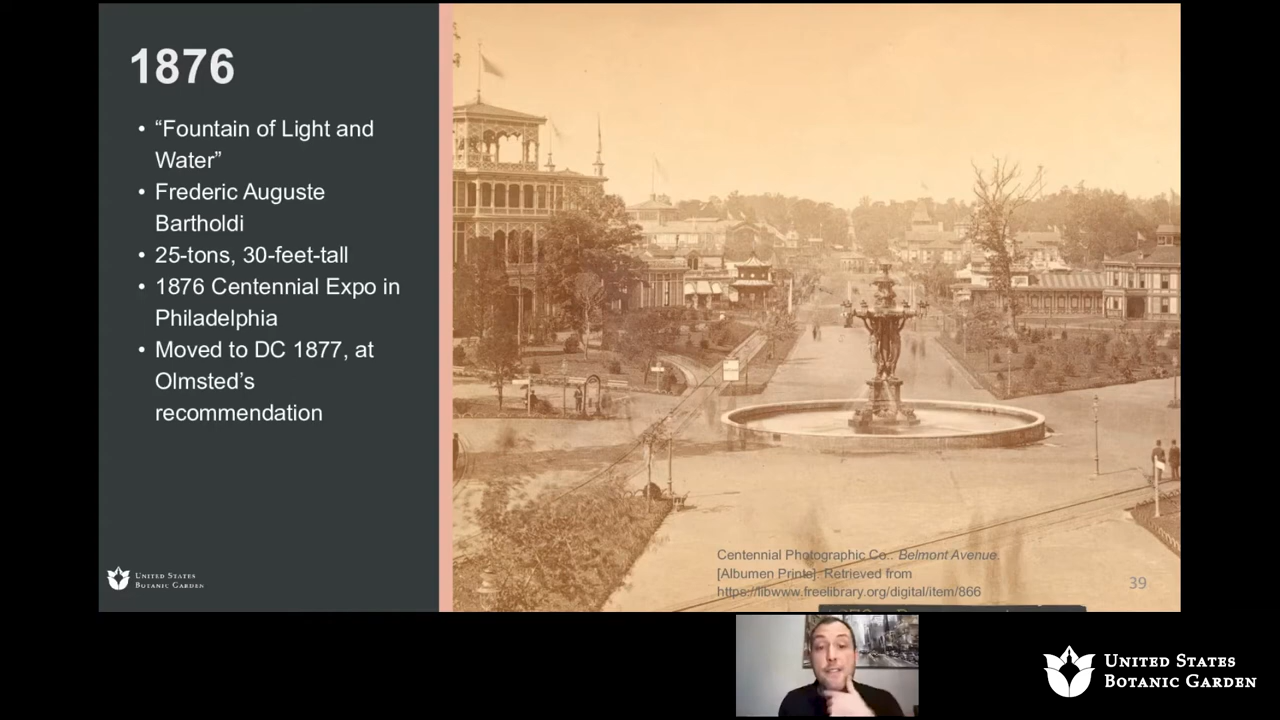 1876
• “Fountain of Light and
Water”
• Frederic Auguste
Bartholdi
• 25-tons, 30-feet-tall
• 1876 Centennial Expo in
Philadelphia
• Moved to DC 1877, at
Olmsted’s
recommendation
UNITED STATES
BOTANIC GARDEN
Centennial Photographic Co.. Belmont Avenue.
[Albumen Prints]. Retrieved from
https://libwww.freelibrary.org/digital/item/866
39
UNITED STATES
BOTANIC GARDEN